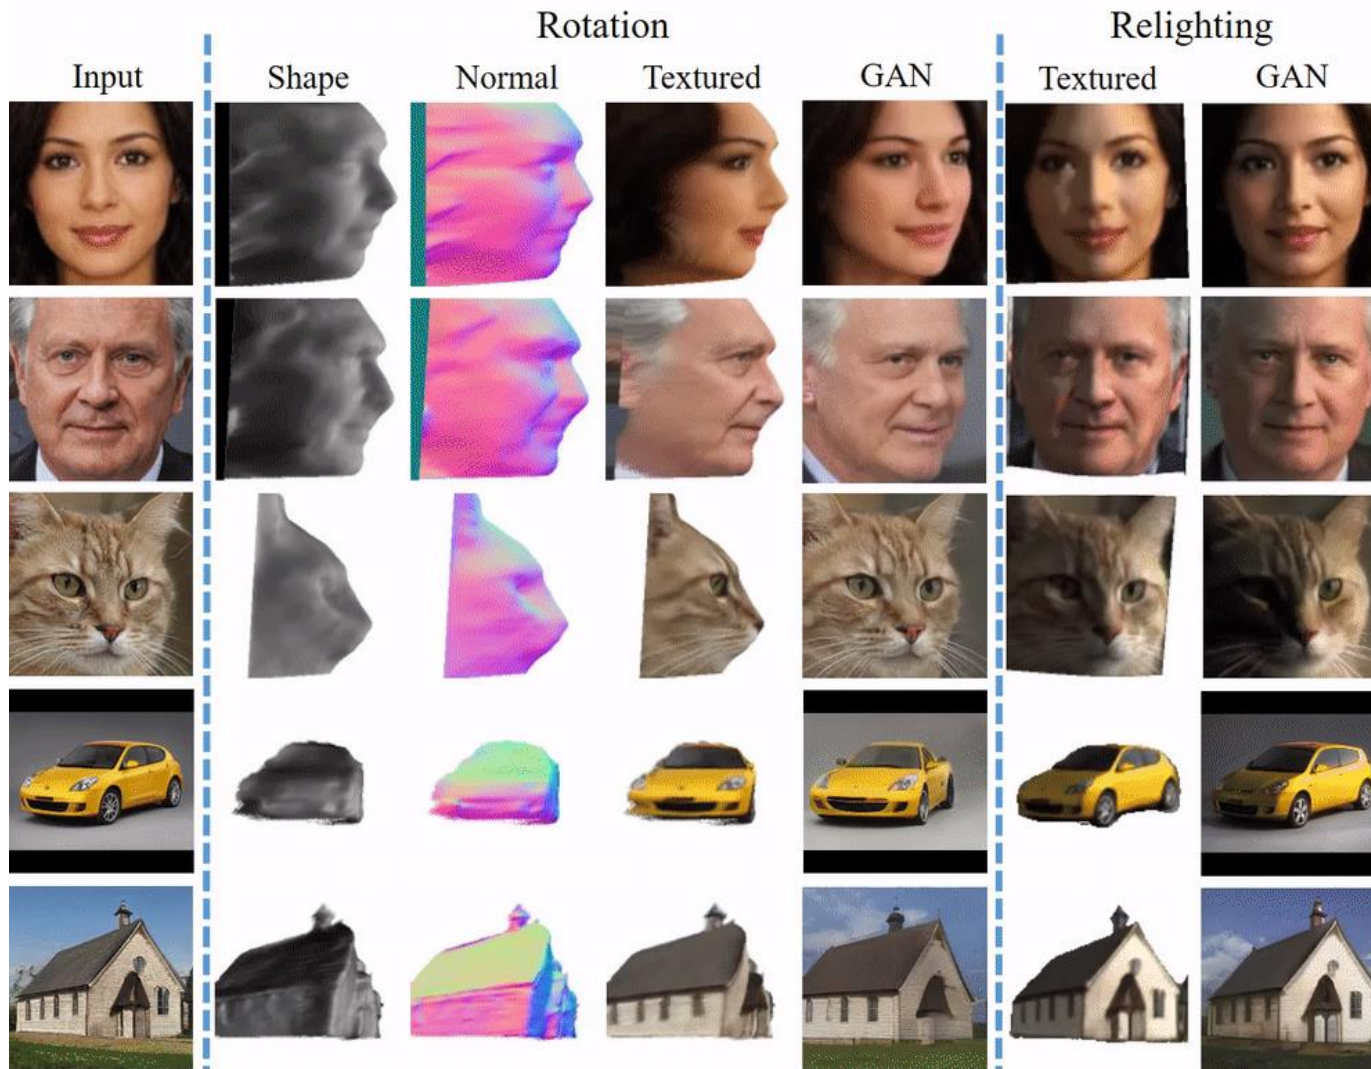 Rotation
Relighting
Input
Shape
Normal
Textured
GAN
Textured
GAN